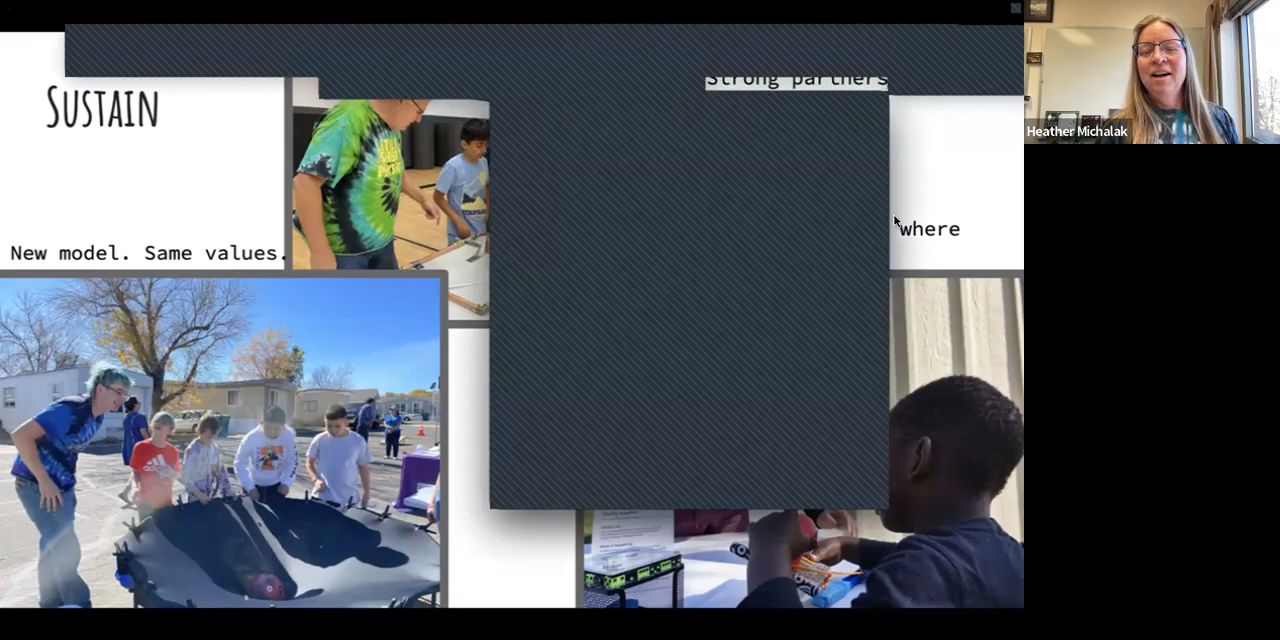 Sustain
Strong partners
where
New model. Same values.
Heather Michalak